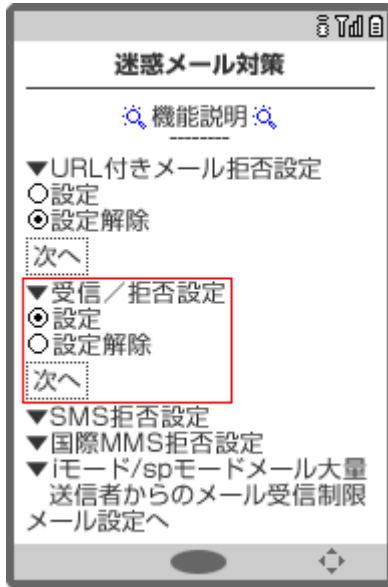 迷惑メール対策
機能説明
▼URL付きメール拒否設定
○設定
◉設定解除
次へ
▼受信／拒否設定
◉設定
○設定解除
次へ
▼SMS拒否設定
▼国際MMS拒否設定
▼iモード/spモードメール大量
送信者からのメール受信制限
メール設定へ